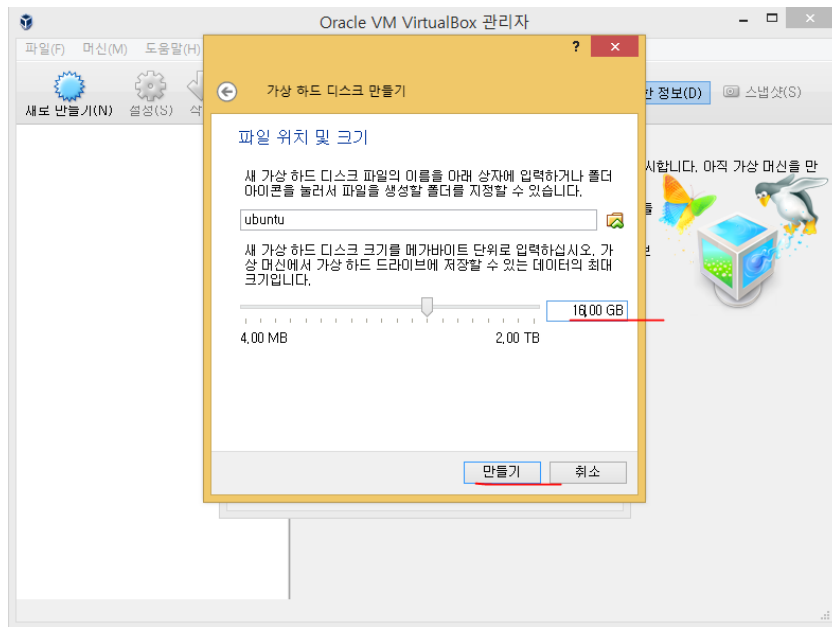 Oracle VM VirtualBox 관리자
파일(F) 머신(M) 도움말(H)
새로 만들기(N) 설정(S)
정보(D) 스냅샷(S)
? ×
가상 하드 디스크 만들기
파일 위치 및 크기
새 가상 하드 디스크 파일의 이름을 아래 상자에 입력하거나 폴더
아이콘을 눌러서 파일을 생성할 폴더를 지정할 수 있습니다.
ubuntu
새 가상 하드 디스크 크기를 메가바이트 단위로 입력하십시오. 가
상 머신에서 가상 하드 드라이브에 저장할 수 있는 데이터의 최대
크기입니다.
16,00 GB
4,00 MB 2,00 TB
만들기 취소
시합니다. 아직 가상 머신을 만